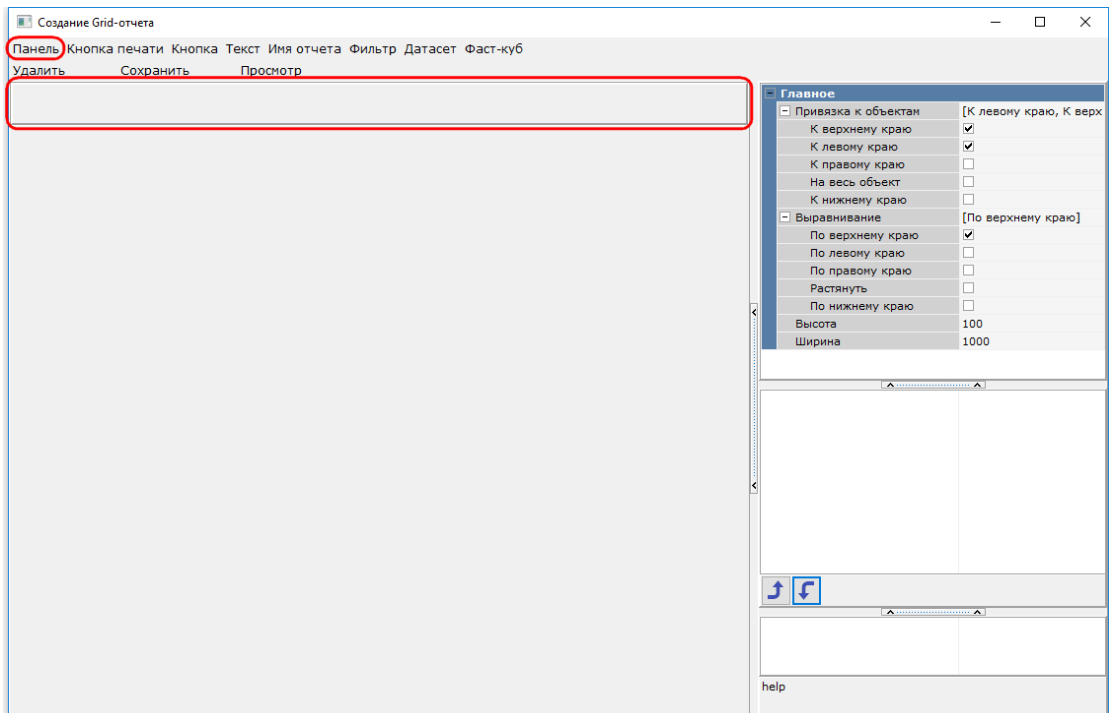 Создание Grid-отчета
Панель Кнопка печати Кнопка Текст Имя отчета Фильтр Датасет Фаст-куб
Удалить Сохранить Просмотр
Главное
Привязка к объектам [К левому краю, К верх
К верхнему краю
К левому краю
К правому краю
На весь объект
К нижнему краю
Выравнивание [По верхнему краю]
По верхнему краю
По левому краю
По правому краю
Растянуть
По нижнему краю
Высота 100
Ширина 1000
help